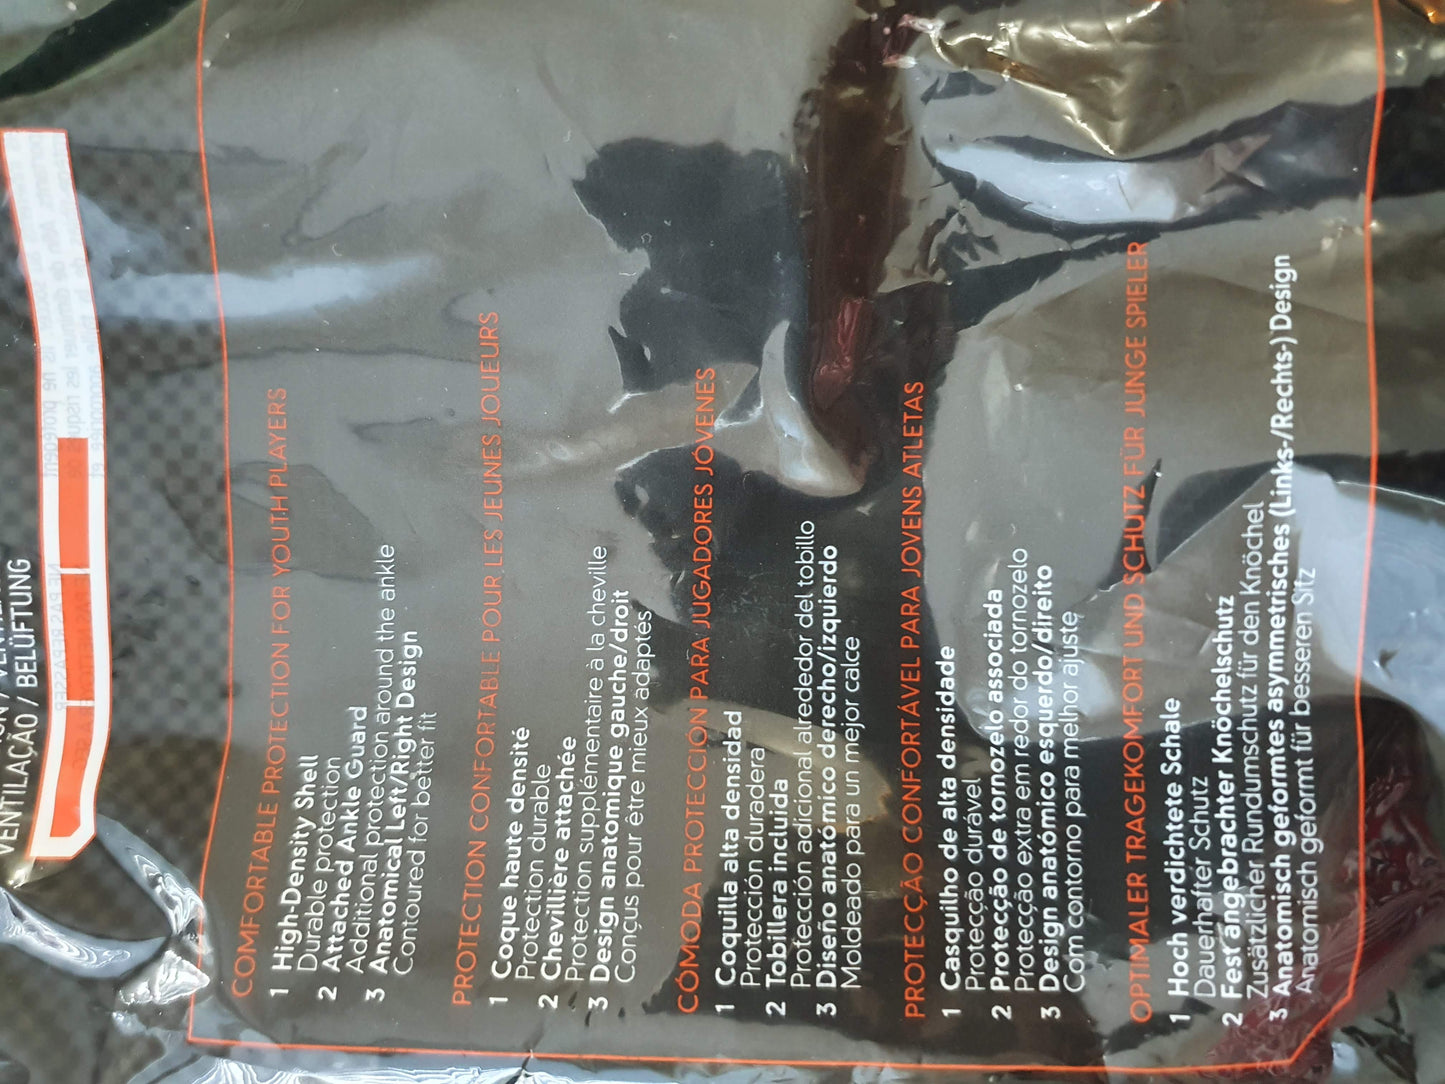 VENTILAÇÃO / BELÜFTUNG
COMFORTABLE PROTECTION FOR YOUTH PLAYERS
1 High-Density Shell
Durable protection
2 Attached Ankle Guard
Additional protection around the ankle
3 Anatomical Left/Right Design
Contoured for better fit
PROTECTION CONFORTABLE POUR LES JEUNES JOUEURS
1 Coque haute densité
Protection durable
2 Chevillière attachée
Protection supplémentaire à la cheville
3 Design anatomique gauche/droit
Conçus pour être mieux adaptés
CÓMODA PROTECCIÓN PARA JUGADORES JÓVENES
1 Coquilla alta densidad
Protección duradera
2 Tobillera incluida
Protección adicional alrededor del tobillo
3 Diseño anatómico derecho/izquierdo
Moldeado para un mejor calce
PROTECÇÃO CONFORTÁVEL PARA JOVENS ATLETAS
1 Casquilho de alta densidade
Protecção durável
2 Protecção de tornozelo associada
Protecção extra em redor do tornozelo
3 Design anatómico esquerdo/direito
Com contorno para melhor ajuste
OPTIMALER TRAGEKOMFORT UND SCHUTZ FÜR JUNGE SPIELER
1 Hoch verdichtete Schale
Dauerhafter Schutz
2 Fest angebrachter Knöchelschutz
Zusätzlicher Rundumschutz für den Knöchel
3 Anatomisch geformtes asymmetrisches (Links-/Rechts-) Design
Anatomisch geformt für besseren Sitz